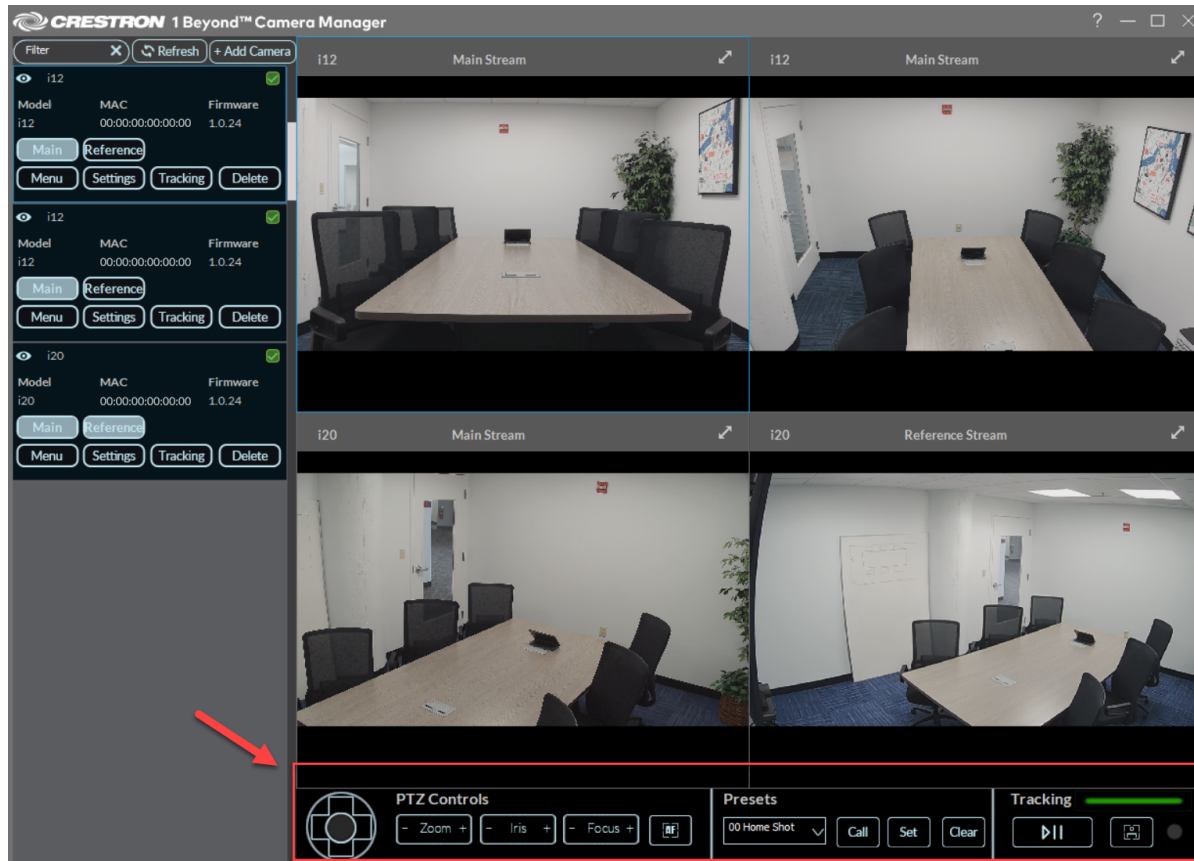 CRESTRON 1 Beyond™ Camera Manager
Filter Refresh + Add Camera
i12
Model MAC Firmware
i12 00:00:00:00:00:00 1.0.24
Main Reference
Menu Settings Tracking Delete
i12
Model MAC Firmware
i12 00:00:00:00:00:00 1.0.24
Main Reference
Menu Settings Tracking Delete
i20
Model MAC Firmware
i20 00:00:00:00:00:00 1.0.24
Main Reference
Menu Settings Tracking Delete
i12 Main Stream
i12 Main Stream
i20 Main Stream
i20 Reference Stream
PTZ Controls
- Zoom + - Iris + - Focus + AF
Presets
00 Home Shot Call Set Clear
Tracking